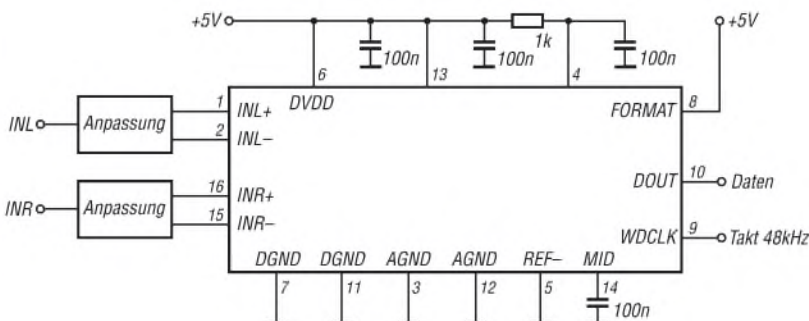 +5V +5V
1k
100n 100n 100n
6 13 4
DVDD
INL Anpassung 1 INL+ FORMAT 8
2 INL–
INR Anpassung 16 INR+ DOUT 10 Daten
15 INR–
WDCLK 9 Takt 48kHz
DGND DGND AGND AGND REF– MID
7 11 3 12 5 14
100n